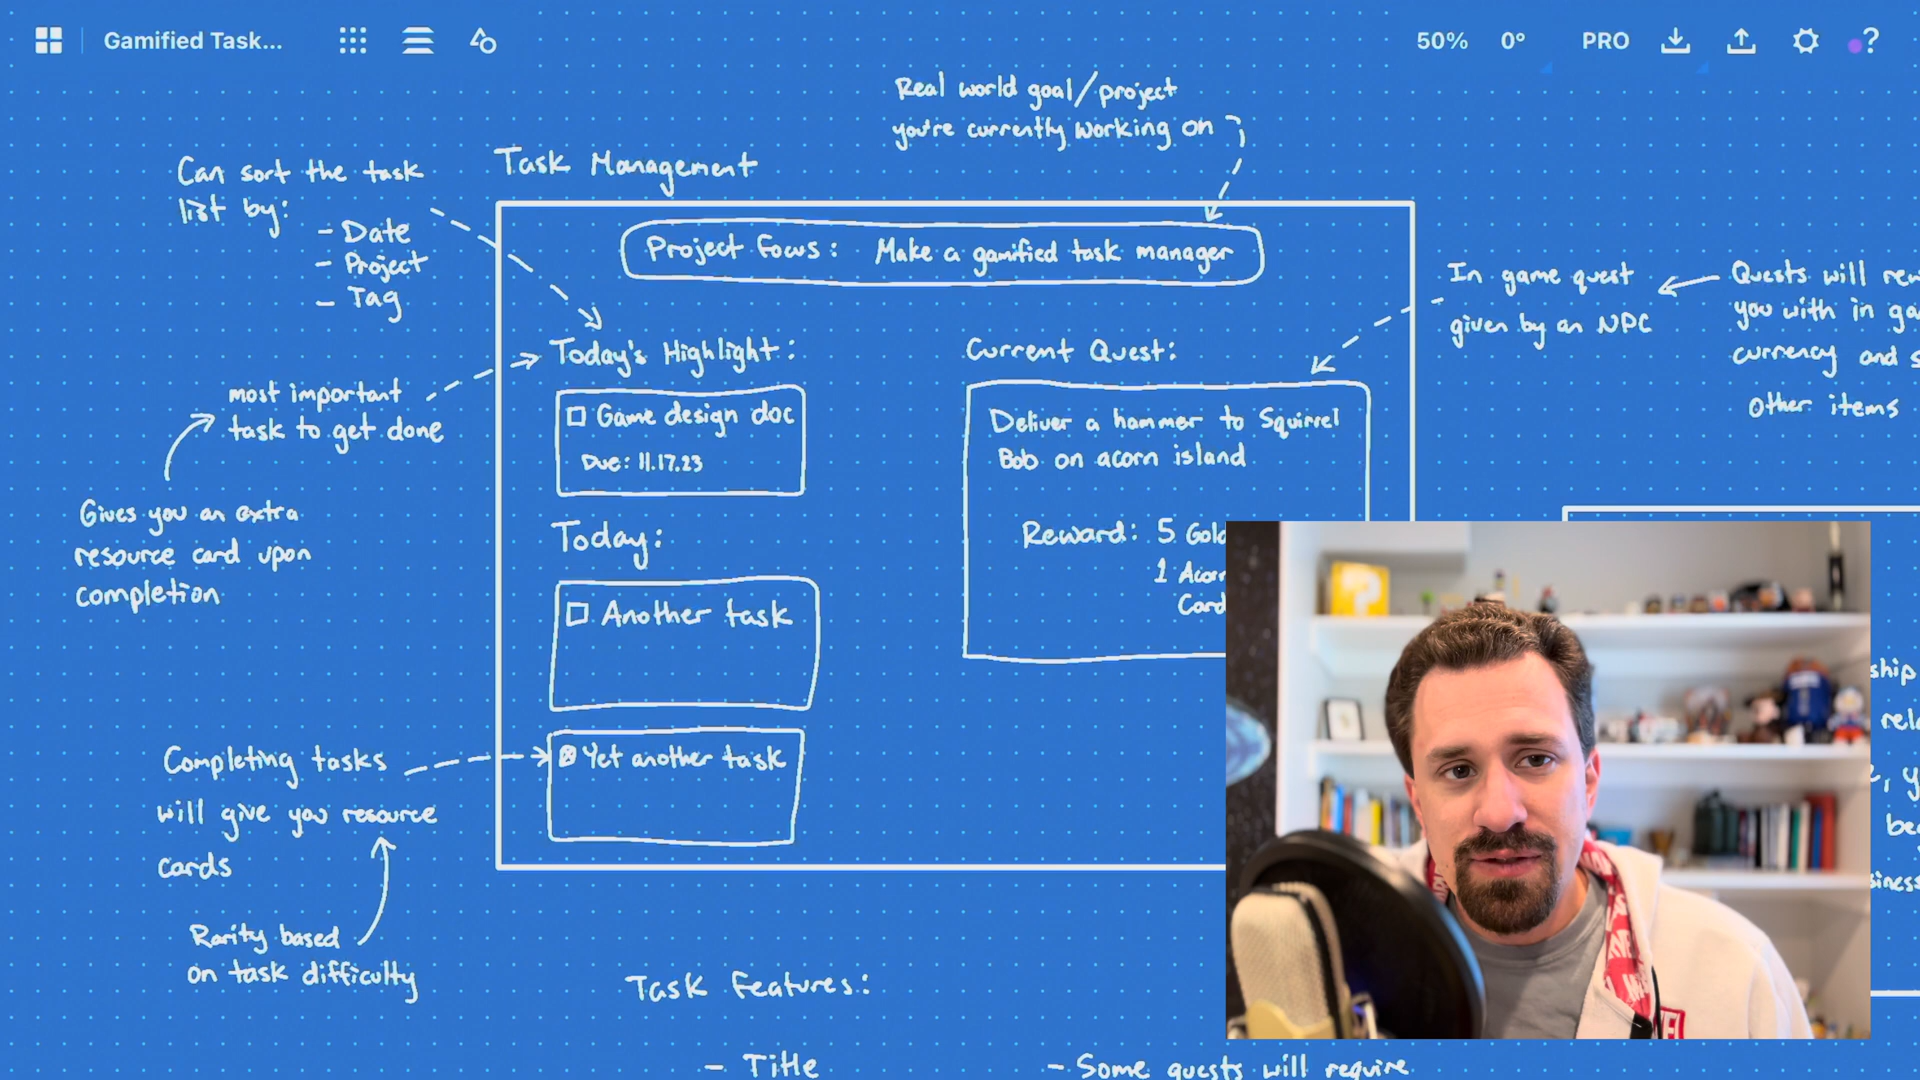 Gamified Task...
50%
0°
PRO
?
Real world goal/project
you're currently working on
Can sort the task
list by:
- Date
- Project
- Tag
Task Management
Project Focus: Make a gamified task manager
In game quest
given by an NPC
Quests will
you with in
currency and
other items
most important
task to get done
Today's Highlight:
Game design doc
Due: 11.17.23
Current Quest:
Deliver a hammer to Squirrel
Bob on acorn island
Reward: 5
1
Gives you an extra
resource card upon
completion
Today:
Another task
Yet another task
Completing tasks
will give you resource
cards
Rarity based
on task difficulty
Task Features:
- Title
- Some quests will require